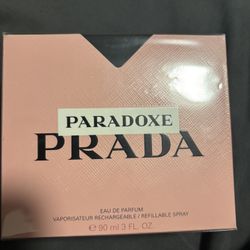 PARADOXE
PRADA
EAU DE PARFUM
VAPORISATEUR RECHARGEABLE / REFILLABLE SPRAY
℮ 90 ml 3 FL. OZ.